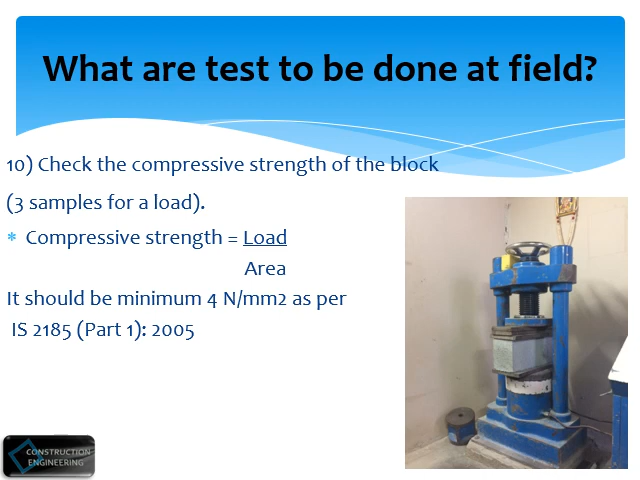 What are test to be done at field?
10) Check the compressive strength of the block
(3 samples for a load).
* Compressive strength = Load
Area
It should be minimum 4 N/mm2 as per
IS 2185 (Part 1): 2005
CONSTRUCTION
ENGINEERING